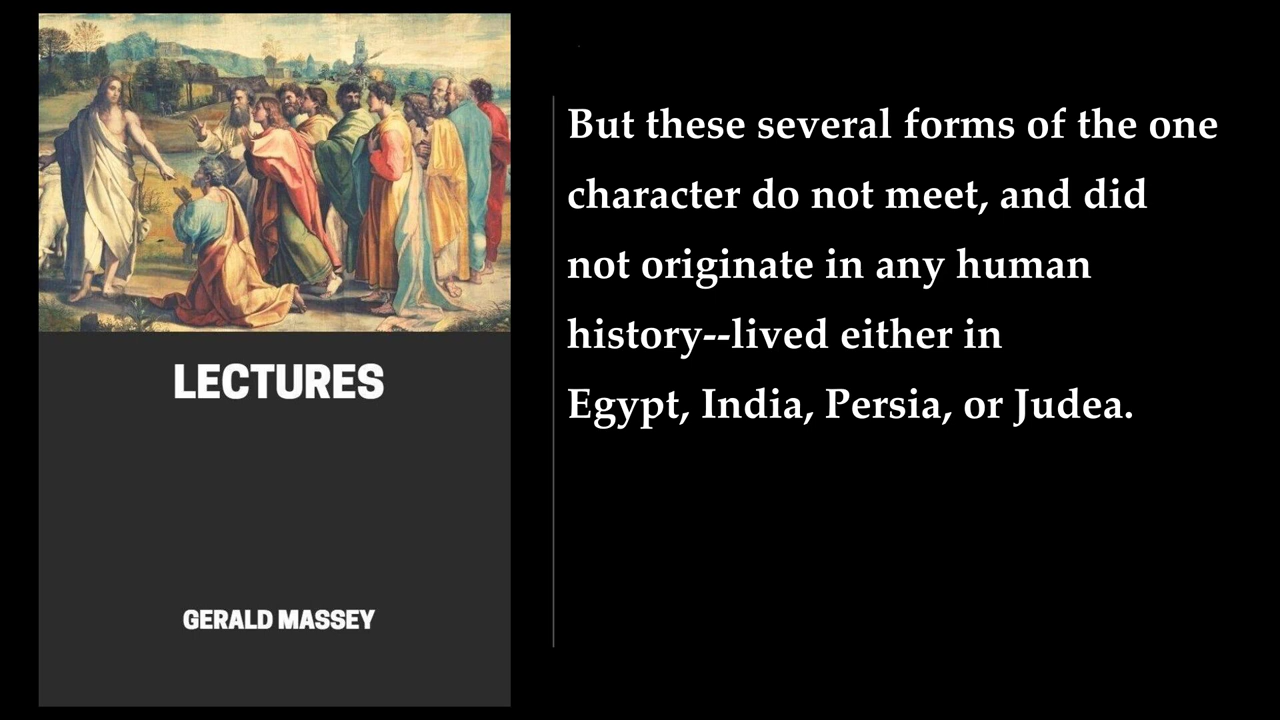 LECTURES
GERALD MASSEY
But these several forms of the one
character do not meet, and did
not originate in any human
history--lived either in
Egypt, India, Persia, or Judea.